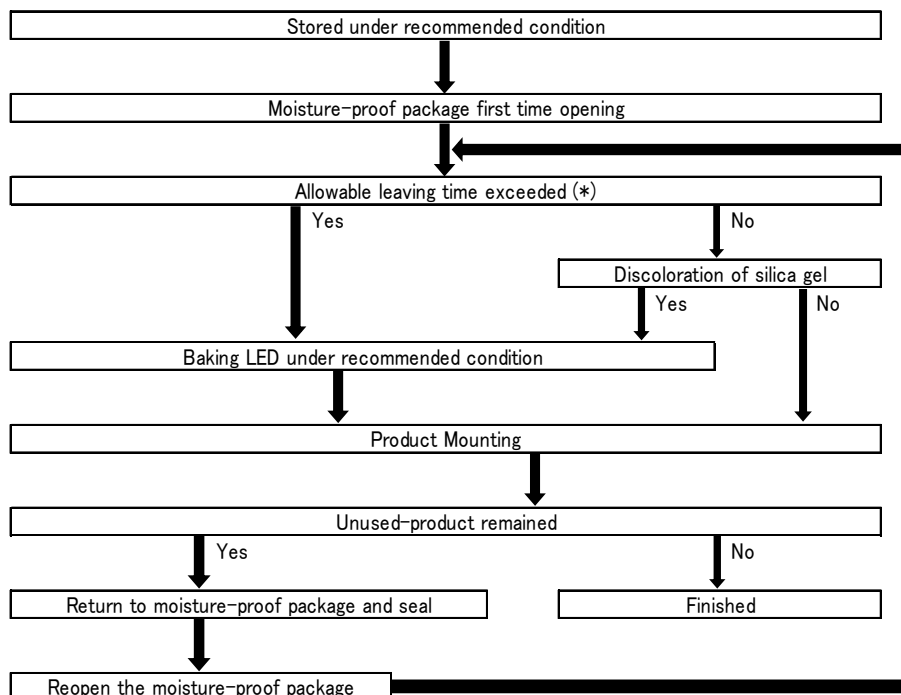 Stored under recommended condition
Moisture-proof package first time opening
Allowable leaving time exceeded (*)
Yes
No
Discoloration of silica gel
Yes
No
Baking LED under recommended condition
Product Mounting
Unused-product remained
Yes
No
Return to moisture-proof package and seal
Finished
Reopen the moisture-proof package